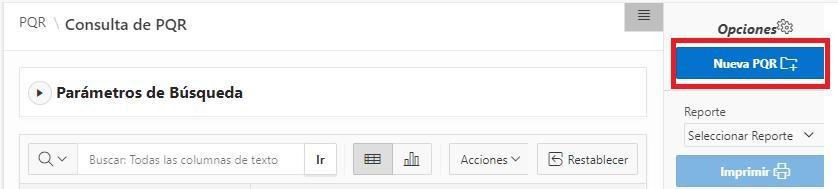 PQR \ Consulta de PQR
Opciones
Nueva PQR
Parámetros de Búsqueda
Reporte
Seleccionar Reporte
Buscar: Todas las columnas de texto
Ir
Acciones
Restablecer
Imprimir